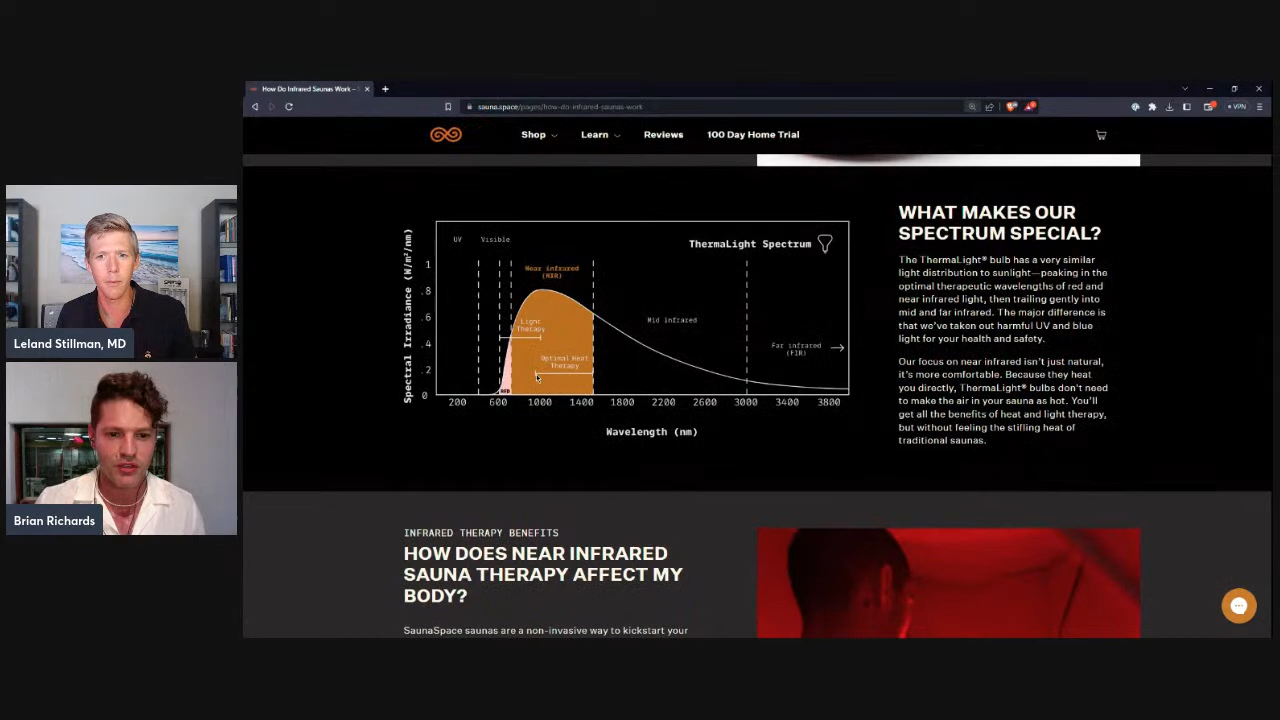 How Do Infrared Saunas Work –
sauna.space/pages/how-do-infrared-saunas-work
VPN
Shop
Learn
Reviews
100 Day Home Trial
Leland Stillman, MD
Brian Richards
UV
Visible
ThermaLight Spectrum
Near infrared
(NIR)
Light
Therapy
Optimal Heat
Therapy
Mid infrared
Far infrared
(FIR)
Spectral Irradiance (W/m²/nm)
1
.8
.6
.4
.2
0
RED
200 600 1000 1400 1800 2200 2600 3000 3400 3800
Wavelength (nm)
WHAT MAKES OUR
SPECTRUM SPECIAL?
The ThermaLight® bulb has a very similar
light distribution to sunlight—peaking in the
optimal therapeutic wavelengths of red and
near infrared light, then trailing gently into
mid and far infrared. The major difference is
that we've taken out harmful UV and blue
light for your health and safety.
Our focus on near infrared isn't just natural,
it's more comfortable. Because they heat
you directly, ThermaLight® bulbs don't need
to make the air in your sauna as hot. You'll
get all the benefits of heat and light therapy,
but without feeling the stifling heat of
traditional saunas.
INFRARED THERAPY BENEFITS
HOW DOES NEAR INFRARED
SAUNA THERAPY AFFECT MY
BODY?
SaunaSpace saunas are a non-invasive way to kickstart your